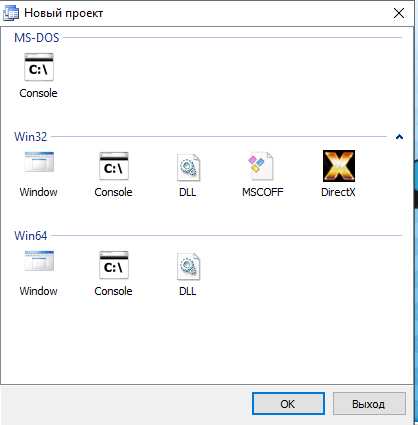 Новый проект
MS-DOS
C:\
Console
Win32
C:\
Window Console DLL MSCOFF DirectX
Win64
C:\
Window Console DLL
OK Выход